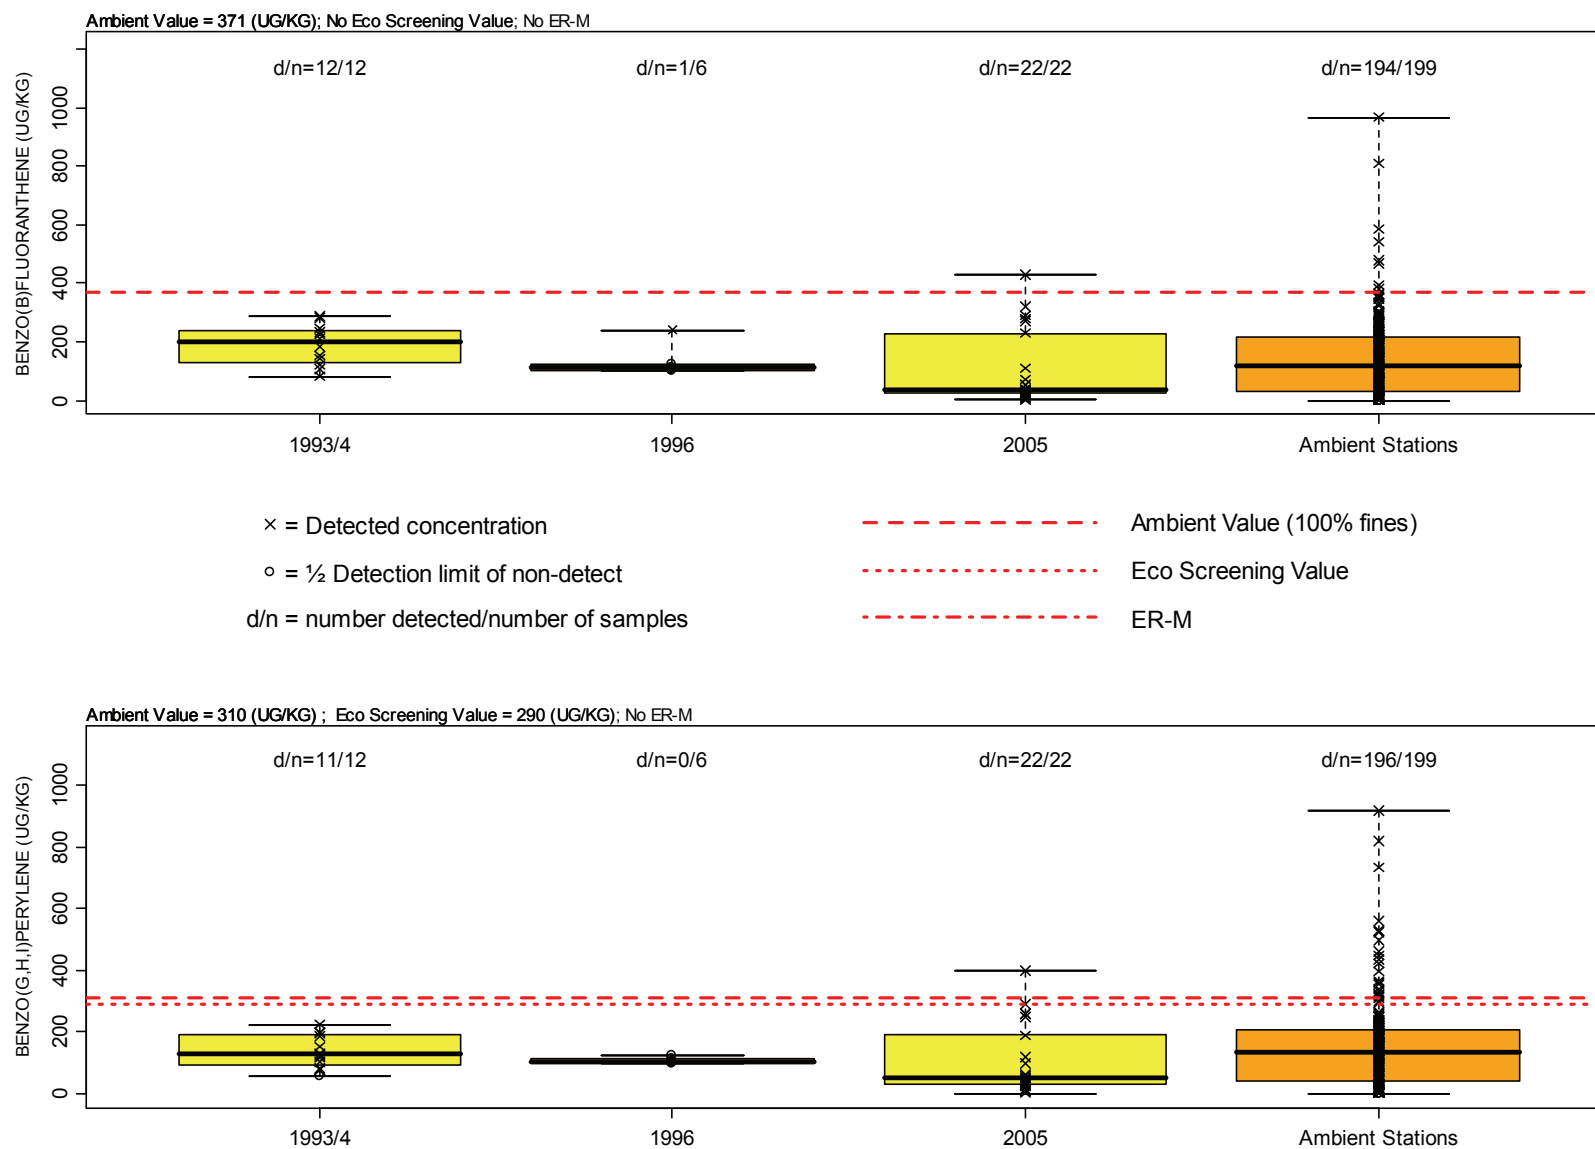 Ambient Value = 371 (UG/KG); No Eco Screening Value; No ER-M
d/n=12/12 d/n=1/6 d/n=22/22 d/n=194/199
BENZO(B)FLUORANTHENE (UG/KG)
1000
800
600
400
200
0
1993/4 1996 2005 Ambient Stations
× = Detected concentration
○ = ½ Detection limit of non-detect
d/n = number detected/number of samples
Ambient Value (100% fines)
Eco Screening Value
ER-M
Ambient Value = 310 (UG/KG) ; Eco Screening Value = 290 (UG/KG); No ER-M
d/n=11/12 d/n=0/6 d/n=22/22 d/n=196/199
BENZO(G,H,I)PERYLENE (UG/KG)
1000
800
600
400
200
0
1993/4 1996 2005 Ambient Stations